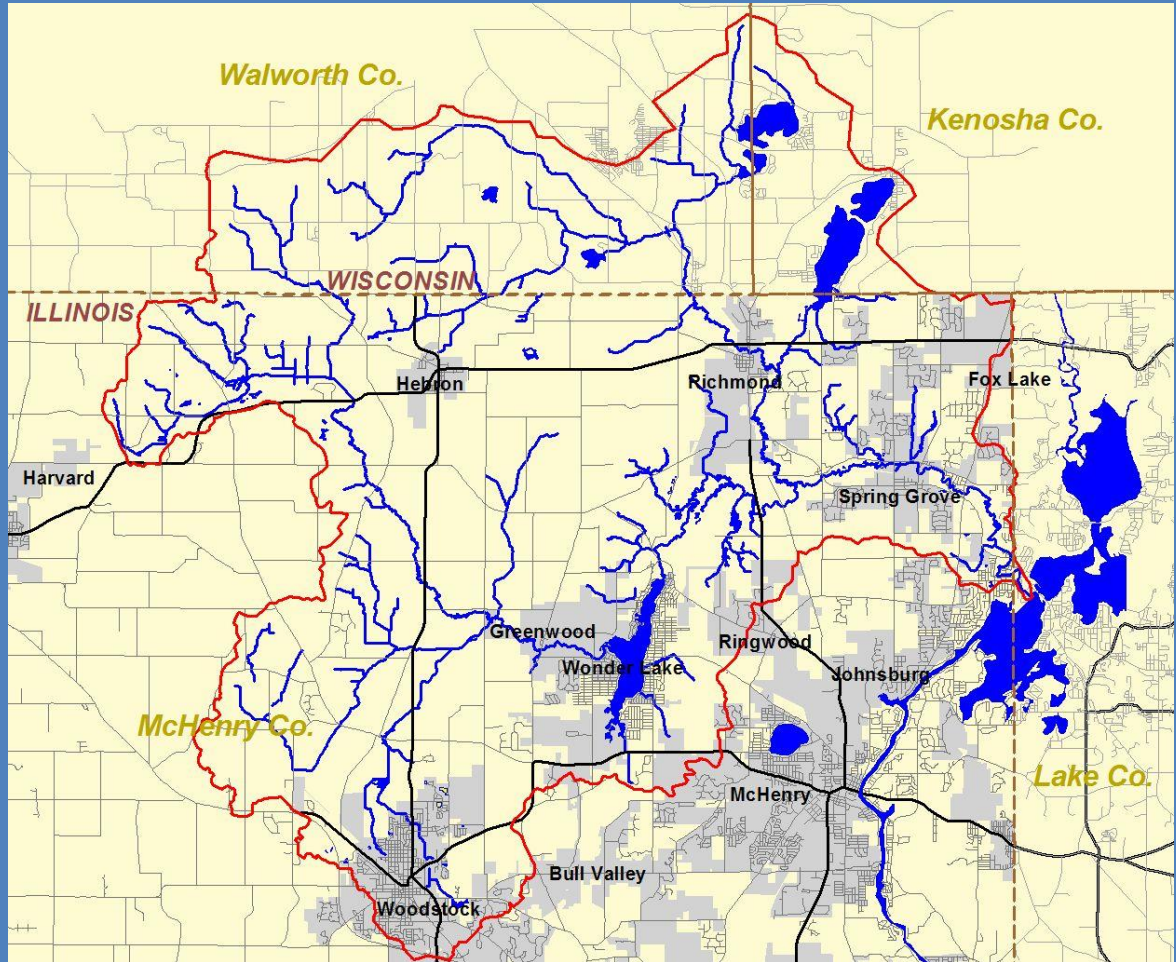 Walworth Co.
Kenosha Co.
WISCONSIN
ILLINOIS
Hebron
Richmond
Fox Lake
Harvard
Spring Grove
Greenwood
Ringwood
Wonder Lake
Johnsburg
McHenry Co.
Lake Co.
McHenry
Bull Valley
Woodstock